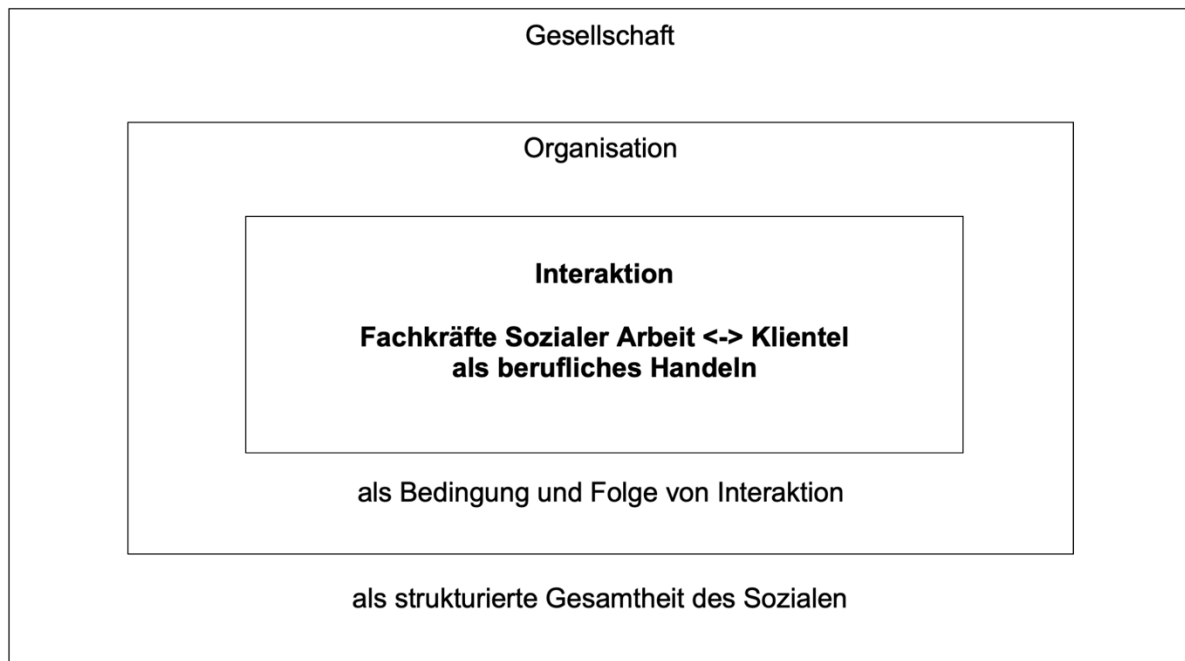 Gesellschaft
Organisation
Interaktion
Fachkräfte Sozialer Arbeit <-> Klientel
als berufliches Handeln
als Bedingung und Folge von Interaktion
als strukturierte Gesamtheit des Sozialen